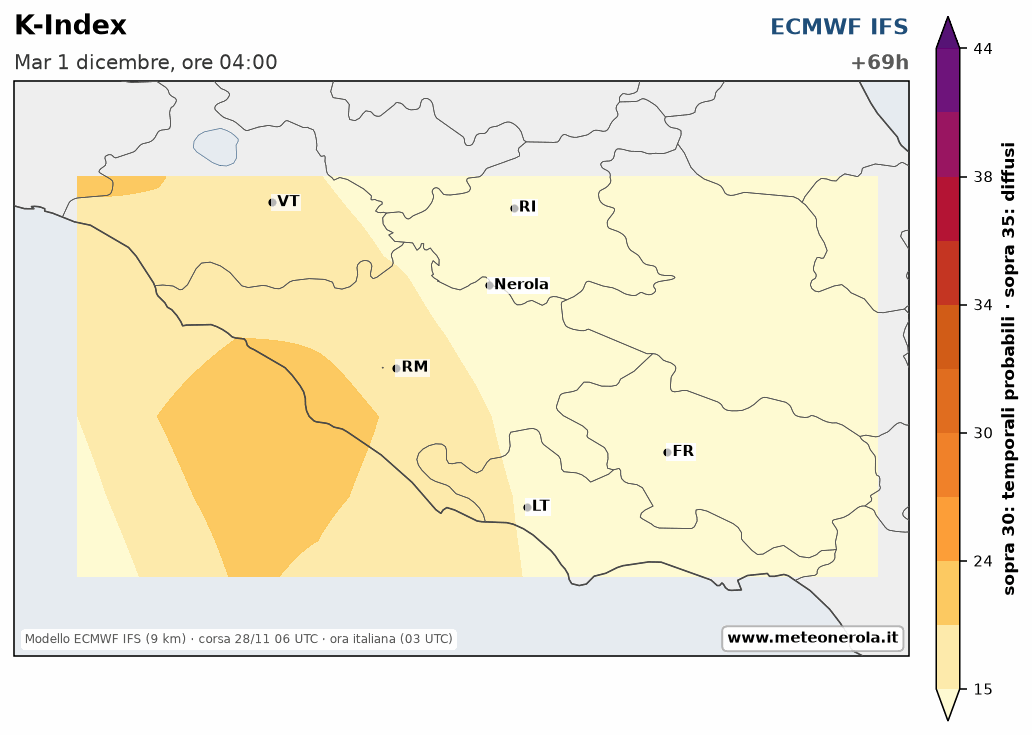 K-Index
ECMWF IFS
Mar 1 dicembre, ore 04:00
+69h
VT
RI
Nerola
RM
FR
LT
Modello ECMWF IFS (9 km) · corsa 28/11 06 UTC · ora italiana (03 UTC)
www.meteonerola.it
44
38
34
30
24
15
sopra 30: temporali probabili · sopra 35: diffusi